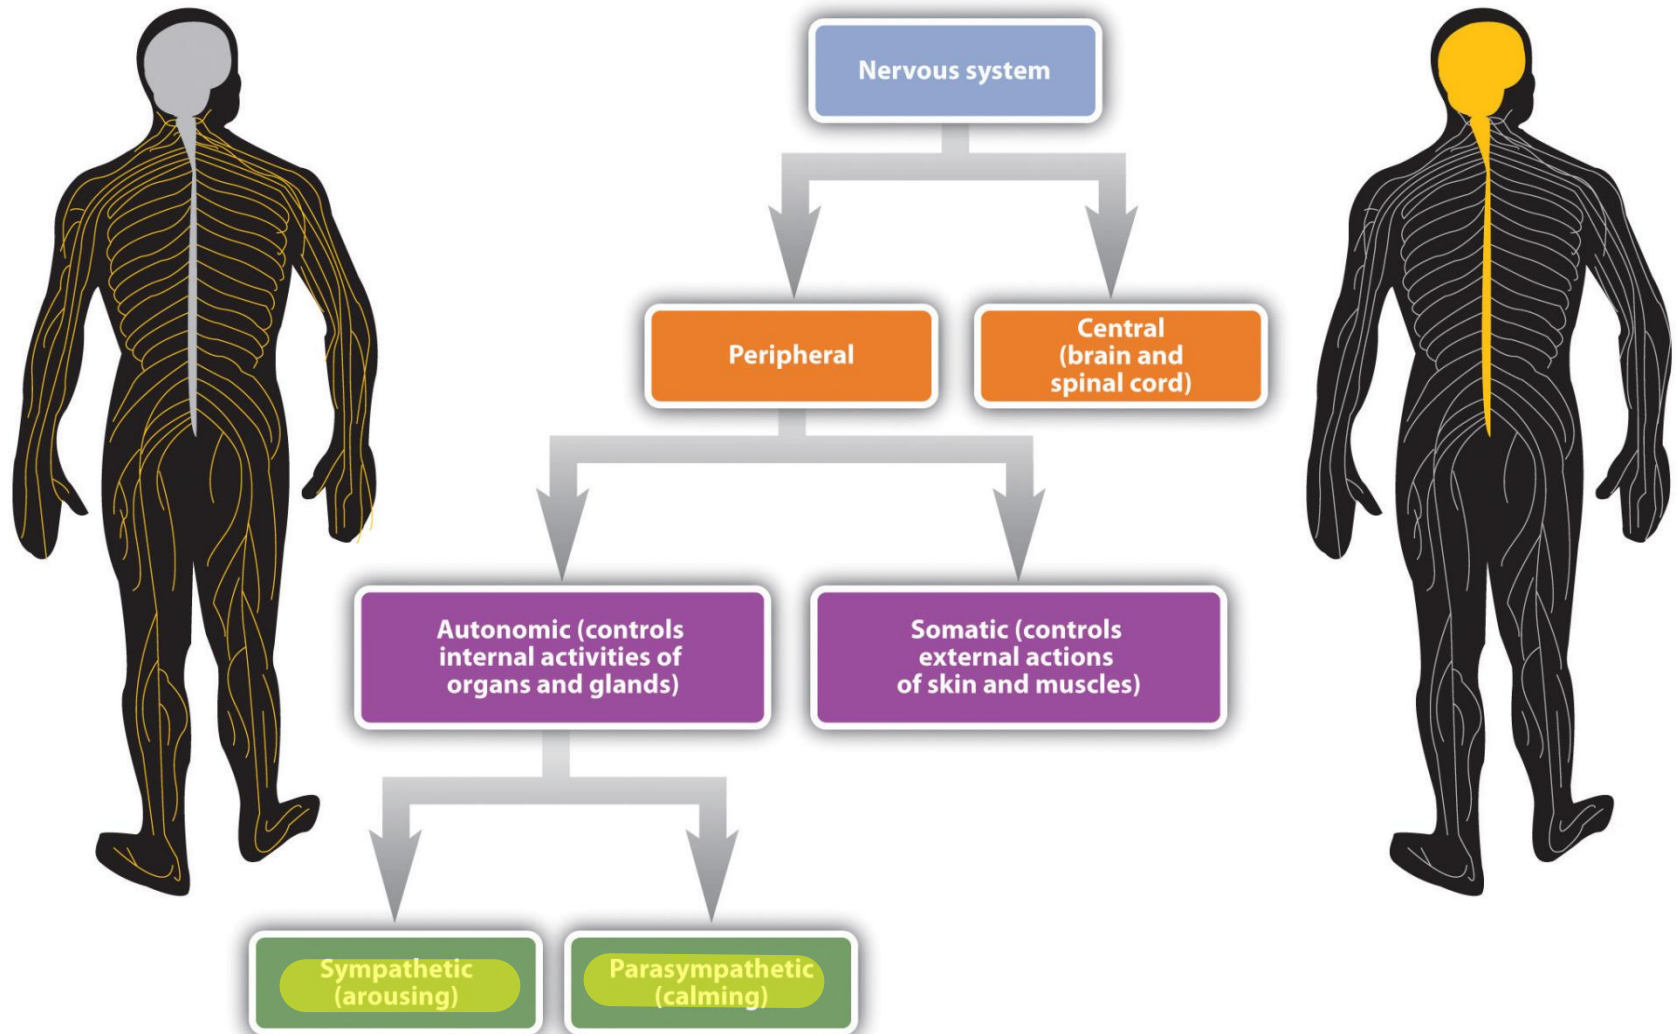 Nervous system
Peripheral
Central
(brain and
spinal cord)
Autonomic (controls
internal activities of
organs and glands)
Somatic (controls
external actions
of skin and muscles)
Sympathetic
(arousing)
Parasympathetic
(calming)